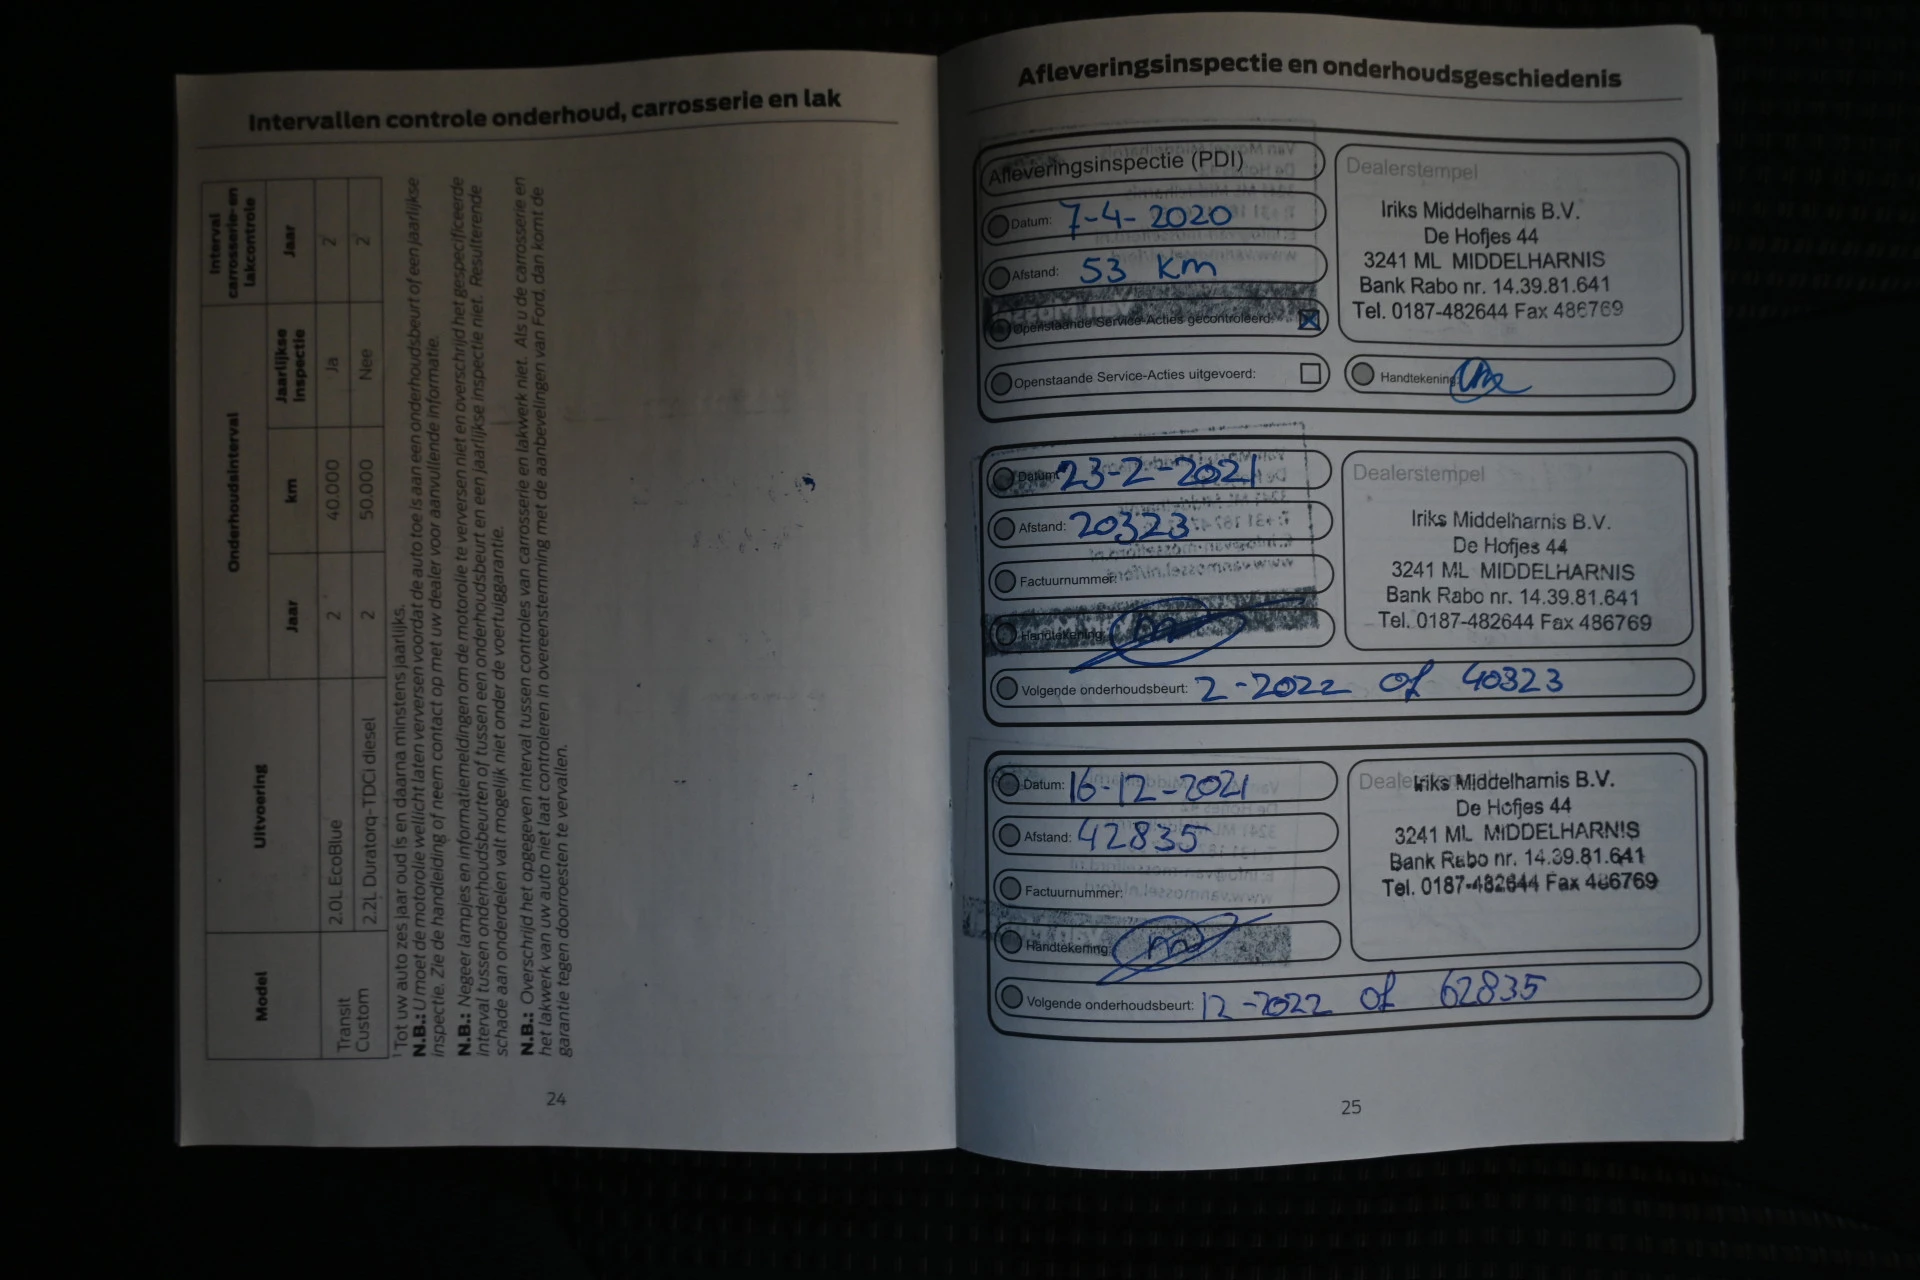 Intervallen controle onderhoud, carrosserie en lak
Model
Uitvoering
Onderhoudsinterval
Interval carrosserie- en lakcontrole
Jaar
km
Jaarlijkse inspectie
Jaar
Transit Custom
2.0L EcoBlue
2
40.000
Ja
2
2.2L Duratorq-TDCi diesel
2
50.000
Nee
2
¹ Tot uw auto zes jaar oud is en daarna minstens jaarlijks.
N.B.: U moet de motorolie wellicht laten verversen voordat de auto toe is aan een onderhoudsbeurt of een jaarlijkse
inspectie. Zie de handleiding of neem contact op met uw dealer voor aanvullende informatie.
N.B.: Negeer lampjes en informatiemeldingen om de motorolie te verversen niet en overschrijd het gespecificeerde
interval tussen onderhoudsbeurten of tussen een onderhoudsbeurt en een jaarlijkse inspectie niet. Resulterende
schade aan onderdelen valt mogelijk niet onder de voertuiggarantie.
N.B.: Overschrijd het opgegeven interval tussen controles van carrosserie en lakwerk niet. Als u de carrosserie en
het lakwerk van uw auto niet laat controleren in overeenstemming met de aanbevelingen van Ford, dan komt de
garantie tegen doorroesten te vervallen.
24
Afleveringsinspectie en onderhoudsgeschiedenis
Afleveringsinspectie (PDI)
Datum: 7-4-2020
Afstand: 53 km
Openstaande Service-Acties gecontroleerd:
Openstaande Service-Acties uitgevoerd:
Dealerstempel
Iriks Middelharnis B.V.
De Hofjes 44
3241 ML MIDDELHARNIS
Bank Rabo nr. 14.39.81.641
Tel. 0187-482644 Fax 486769
Handtekening
Datum: 23-2-2021
Afstand: 20323
Factuurnummer:
Handtekening:
Dealerstempel
Iriks Middelharnis B.V.
De Hofjes 44
3241 ML MIDDELHARNIS
Bank Rabo nr. 14.39.81.641
Tel. 0187-482644 Fax 486769
Volgende onderhoudsbeurt: 2-2022 of 40323
Datum: 16-12-2021
Afstand: 42835
Factuurnummer:
Handtekening:
Iriks Middelharnis B.V.
De Hofjes 44
3241 ML MIDDELHARNIS
Bank Rabo nr. 14.39.81.641
Tel. 0187-482644 Fax 486769
Volgende onderhoudsbeurt: 12-2022 of 62835
25